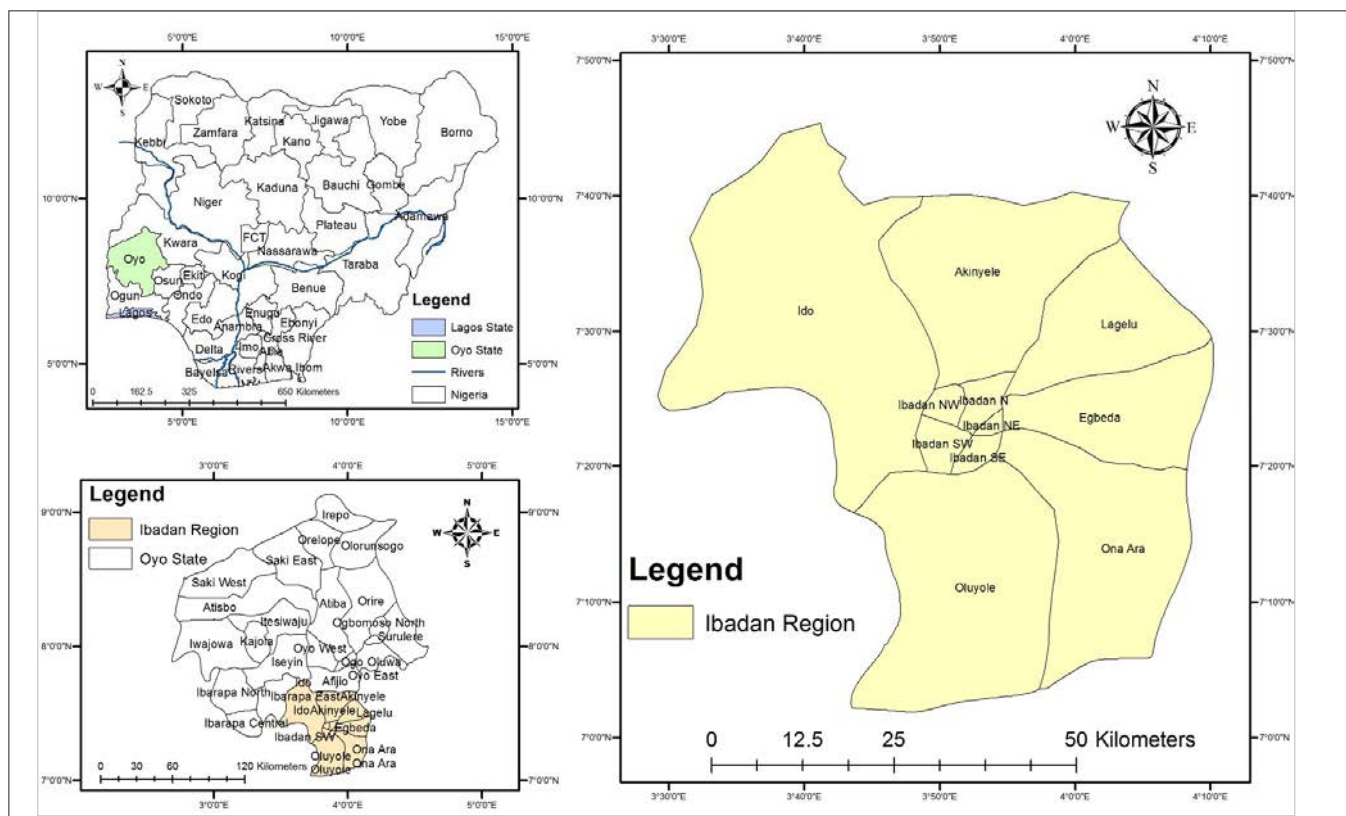 5°0'0"E 10°0'0"E 15°0'0"E
N
W E
S
Sokoto
Zamfara
Katsina
Jigawa
Yobe
Borno
Kebbi
Kano
Kaduna
Bauchi
Gombe
Niger
Adamawa
Plateau
FCT
Nassarawa
Kwara
Oyo
Taraba
Kogi
Ekiti
Osun
Ondo
Benue
Ogun
Lagos
Edo
Enugu
Anambra
Ebonyi
Cross River
Delta
Imo
Abia
Bayelsa
Rivers
Akwa Ibom
10°0'0"N 10°0'0"N
5°0'0"N 5°0'0"N
Legend
Lagos State
Oyo State
Rivers
Nigeria
0 162.5 325 650 Kilometers
5°0'0"E 10°0'0"E 15°0'0"E
3°0'0"E 4°0'0"E 5°0'0"E
Legend
Ibadan Region
Oyo State
N
W E
S
9°0'0"N 9°0'0"N
Irepo
Orelope
Olorunsogo
Saki East
Saki West
Atisbo
Atiba
Orire
Itesiwaju
Ogbomoso North
Surulere
Iwajowa
Kajola
Oyo West
Iseyin
Ogo Oluwa
Oyo East
8°0'0"N 8°0'0"N
Ido
Afijio
Ibarapa North
Ibarapa East
Akinyele
Ido
Akinyele
Lagelu
Ibarapa Central
Egbeda
Ibadan SW
Ona Ara
Oluyole
Ona Ara
Oluyole
7°0'0"N 7°0'0"N
0 30 60 120 Kilometers
3°0'0"E 4°0'0"E 5°0'0"E
3°30'0"E 3°40'0"E 3°50'0"E 4°0'0"E 4°10'0"E
7°50'0"N 7°50'0"N
N
W E
S
7°40'0"N 7°40'0"N
Akinyele
Ido
Lagelu
7°30'0"N 7°30'0"N
Ibadan NW
Ibadan N
Egbeda
Ibadan NE
Ibadan SW
Ibadan SE
7°20'0"N 7°20'0"N
Ona Ara
Oluyole
Legend
Ibadan Region
7°10'0"N 7°10'0"N
7°0'0"N 7°0'0"N
0 12.5 25 50 Kilometers
3°30'0"E 3°40'0"E 3°50'0"E 4°0'0"E 4°10'0"E